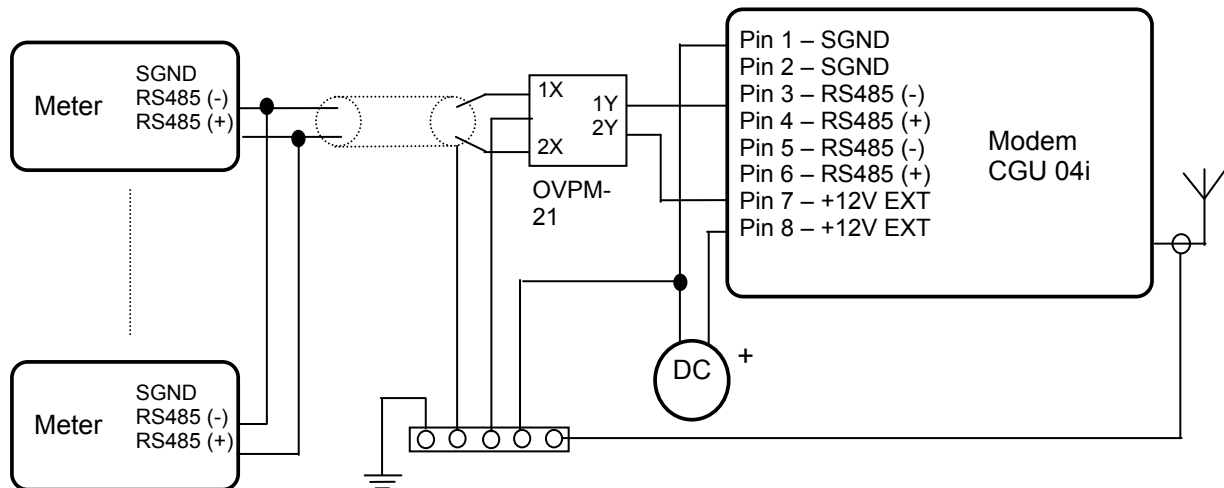 Meter
SGND
RS485 (-)
RS485 (+)
1X
2X
1Y
2Y
OVPM-
21
Pin 1 – SGND
Pin 2 – SGND
Pin 3 – RS485 (-)
Pin 4 – RS485 (+)
Pin 5 – RS485 (-)
Pin 6 – RS485 (+)
Pin 7 – +12V EXT
Pin 8 – +12V EXT
Modem
CGU 04i
DC
+
Meter
SGND
RS485 (-)
RS485 (+)